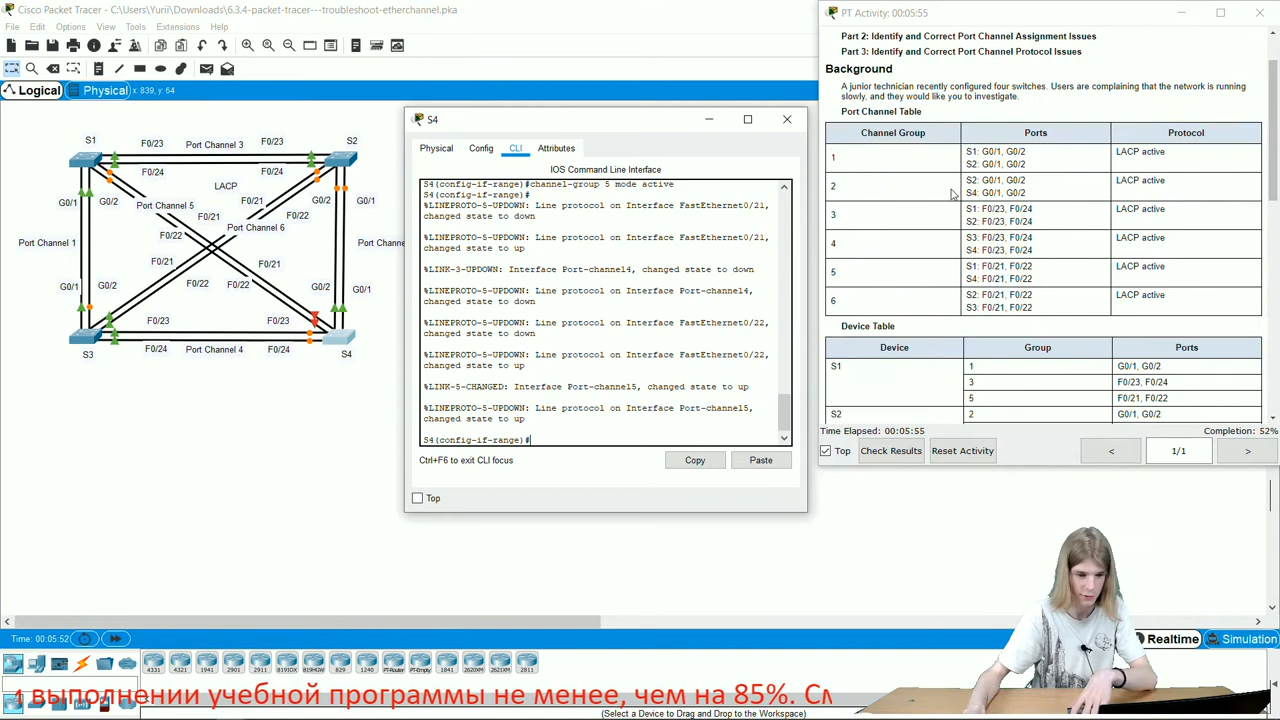 Cisco Packet Tracer - C:\Users\Yurii\Downloads\6.3.4-packet-tracer---troubleshoot-etherchannel.pka
File Edit Options View Tools Extensions Help
Logical Physical x: 839, y: 64
S1 F0/23 Port Channel 3 F0/23 S2
F0/24 F0/24
LACP
G0/1 G0/2 F0/21 G0/2 G0/1
Port Channel 5 F0/21 F0/22
F0/22 Port Channel 6
Port Channel 1 Port Channe
F0/21 F0/21
G0/1 G0/2 F0/22 F0/22 G0/2 G0/1
F0/23 F0/23
S3 F0/24 Port Channel 4 F0/24 S4
S4
Physical Config CLI Attributes
IOS Command Line Interface
S4(config-if-range)#channel-group 5 mode active
S4(config-if-range)#
%LINEPROTO-5-UPDOWN: Line protocol on Interface FastEthernet0/21,
changed state to down
%LINEPROTO-5-UPDOWN: Line protocol on Interface FastEthernet0/21,
changed state to up
%LINK-3-UPDOWN: Interface Port-channel4, changed state to down
%LINEPROTO-5-UPDOWN: Line protocol on Interface Port-channel4,
changed state to down
%LINEPROTO-5-UPDOWN: Line protocol on Interface FastEthernet0/22,
changed state to down
%LINEPROTO-5-UPDOWN: Line protocol on Interface FastEthernet0/22,
changed state to up
%LINK-5-CHANGED: Interface Port-channel5, changed state to up
%LINEPROTO-5-UPDOWN: Line protocol on Interface Port-channel5,
changed state to up
S4(config-if-range)#
Ctrl+F6 to exit CLI focus Copy Paste
Top
PT Activity: 00:05:55
Part 2: Identify and Correct Port Channel Assignment Issues
Part 3: Identify and Correct Port Channel Protocol Issues
Background
A junior technician recently configured four switches. Users are complaining that the network is running
slowly, and they would like you to investigate.
Port Channel Table
Channel Group Ports Protocol
1 S1: G0/1, G0/2 LACP active
S2: G0/1, G0/2
2 S2: G0/1, G0/2 LACP active
S4: G0/1, G0/2
3 S1: F0/23, F0/24 LACP active
S2: F0/23, F0/24
4 S3: F0/23, F0/24 LACP active
S4: F0/23, F0/24
5 S1: F0/21, F0/22 LACP active
S4: F0/21, F0/22
6 S2: F0/21, F0/22 LACP active
S3: F0/21, F0/22
Device Table
Device Group Ports
S1 1 G0/1, G0/2
3 F0/23, F0/24
5 F0/21, F0/22
S2 2 G0/1, G0/2
Time Elapsed: 00:05:55 Completion: 52%
Top Check Results Reset Activity < 1/1 >
Time: 00:05:52 Realtime Simulation
4331 4321 1941 2901 2911 819IOX 819HGW 829 1240 PT-Router PT-Empty 1841 2620XM 2621XM 2811
выполнении учебной программы не менее, чем на 85%. См
(Select a Device to Drag and Drop to the Workspace)